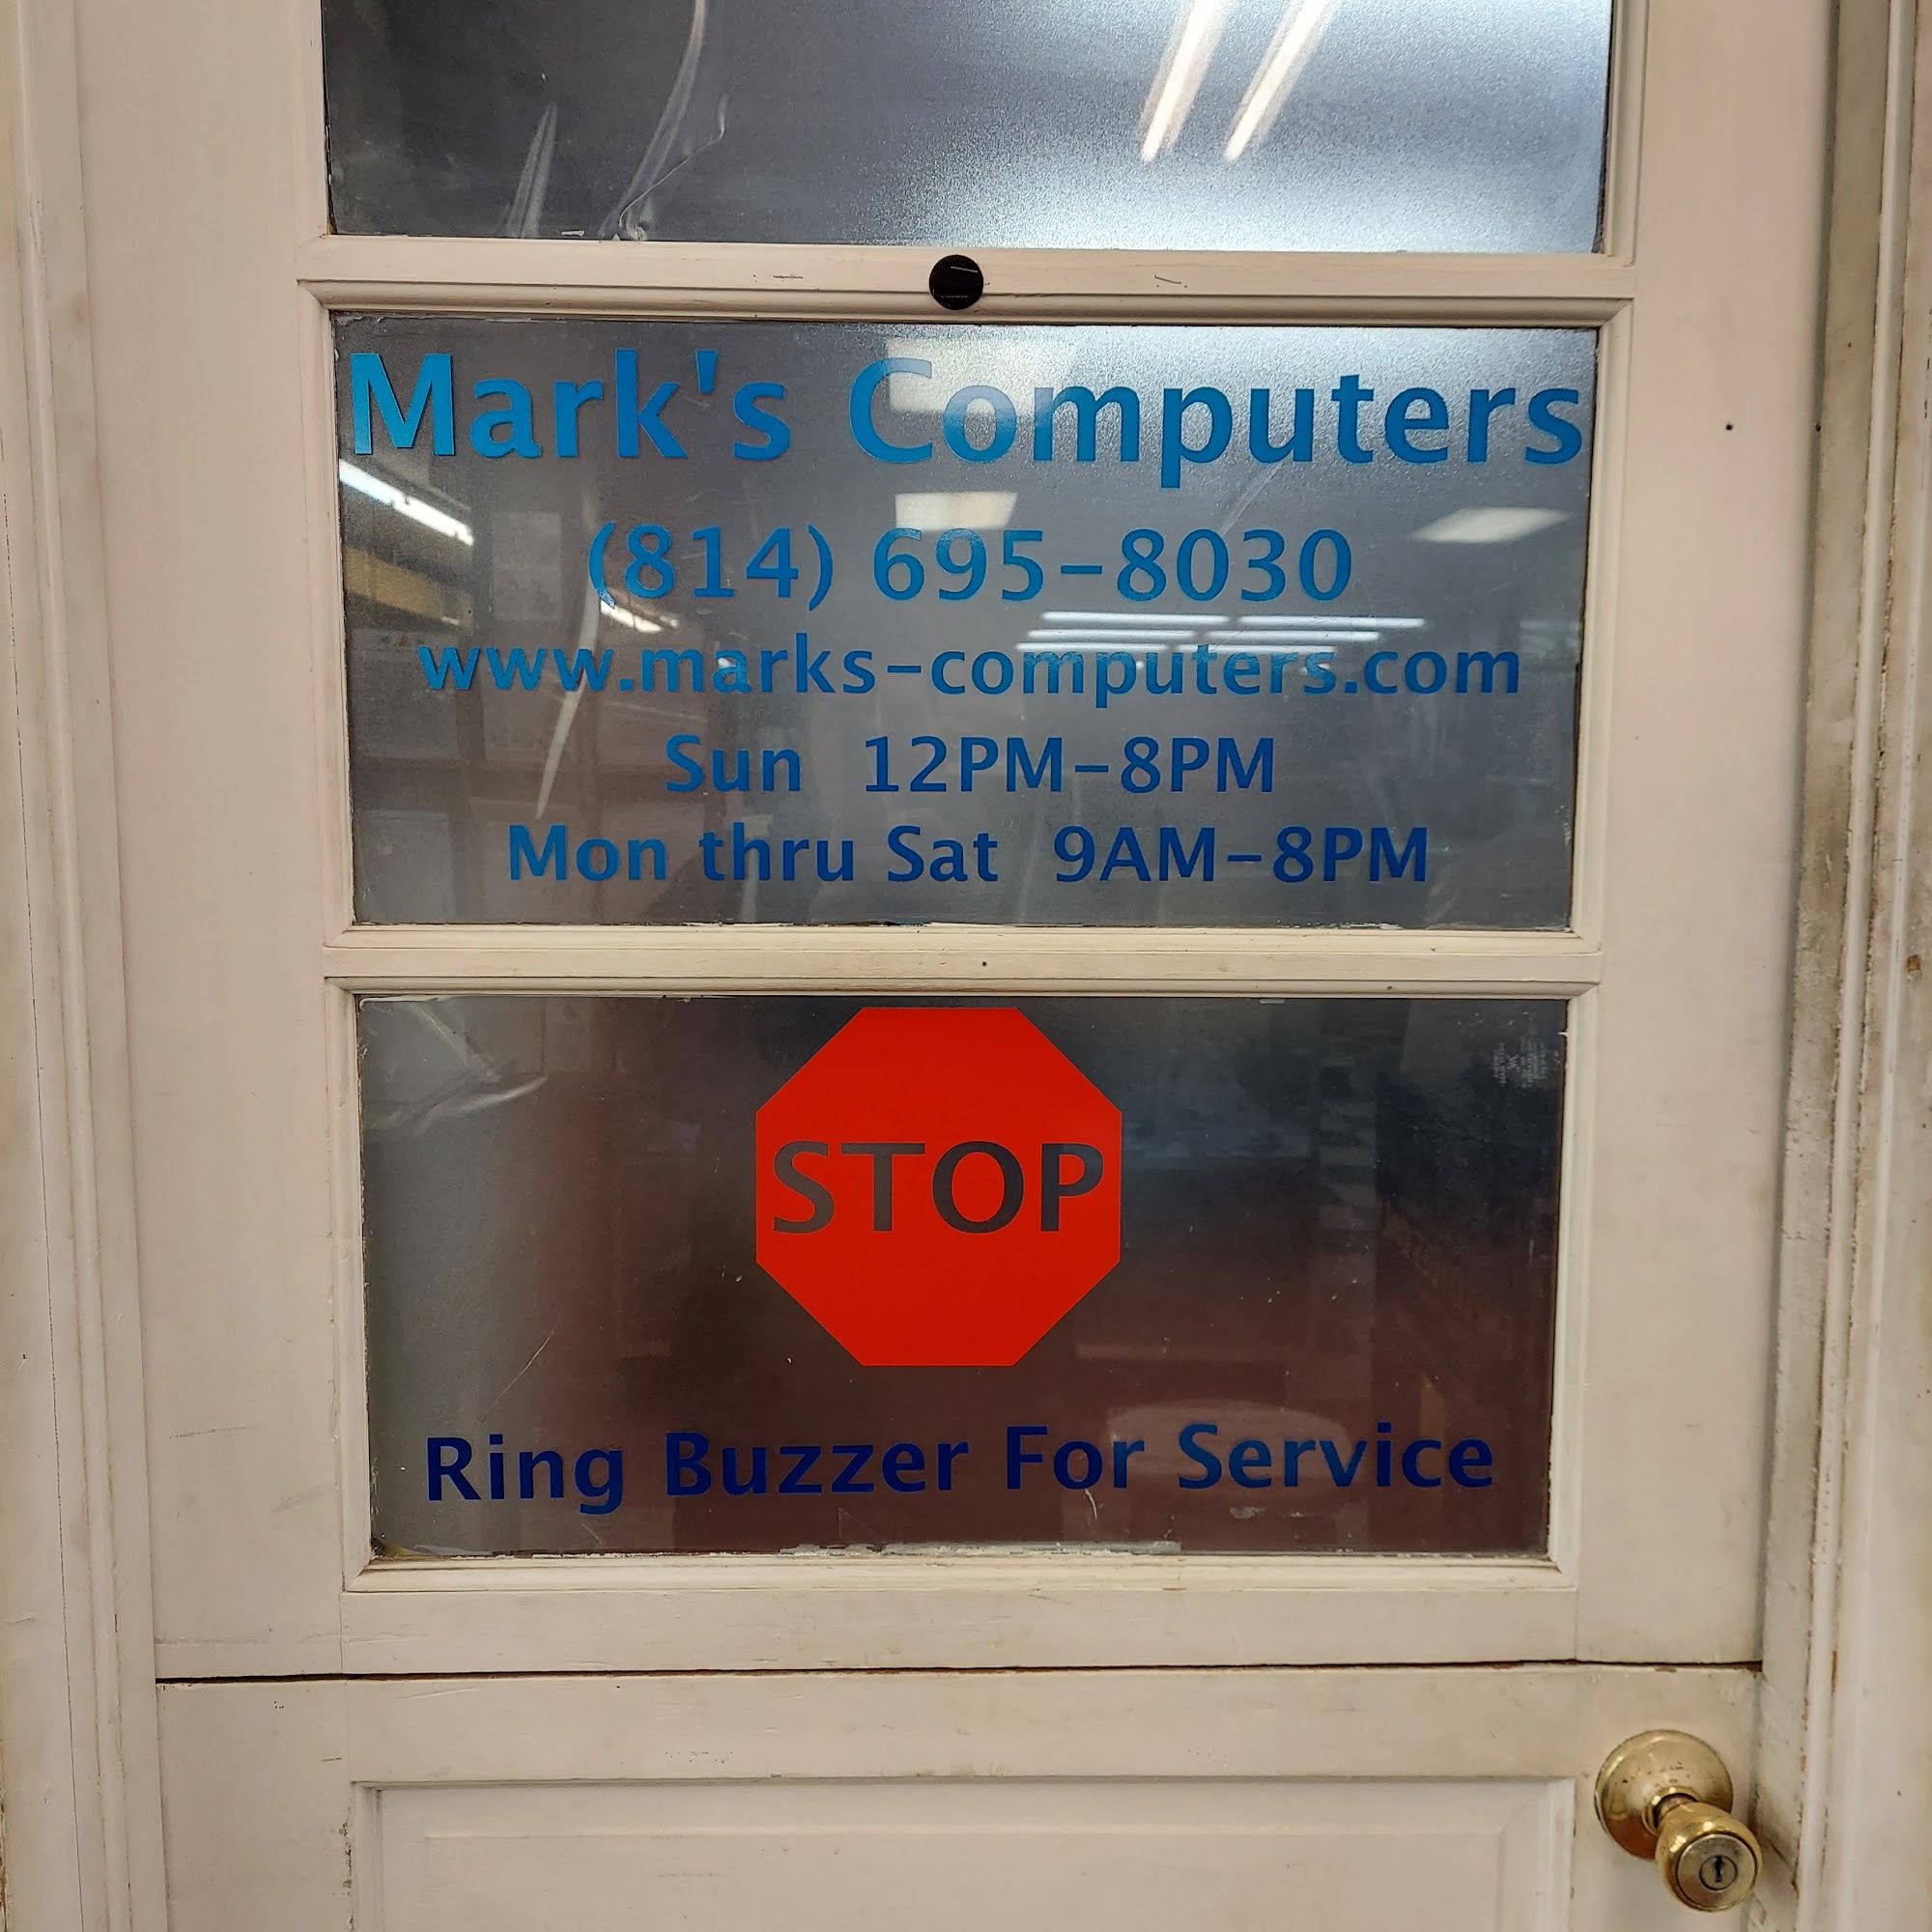 Mark's Computers
(814) 695-8030
www.marks-computers.com
Sun 12PM-8PM
Mon thru Sat 9AM-8PM
STOP
Ring Buzzer For Service